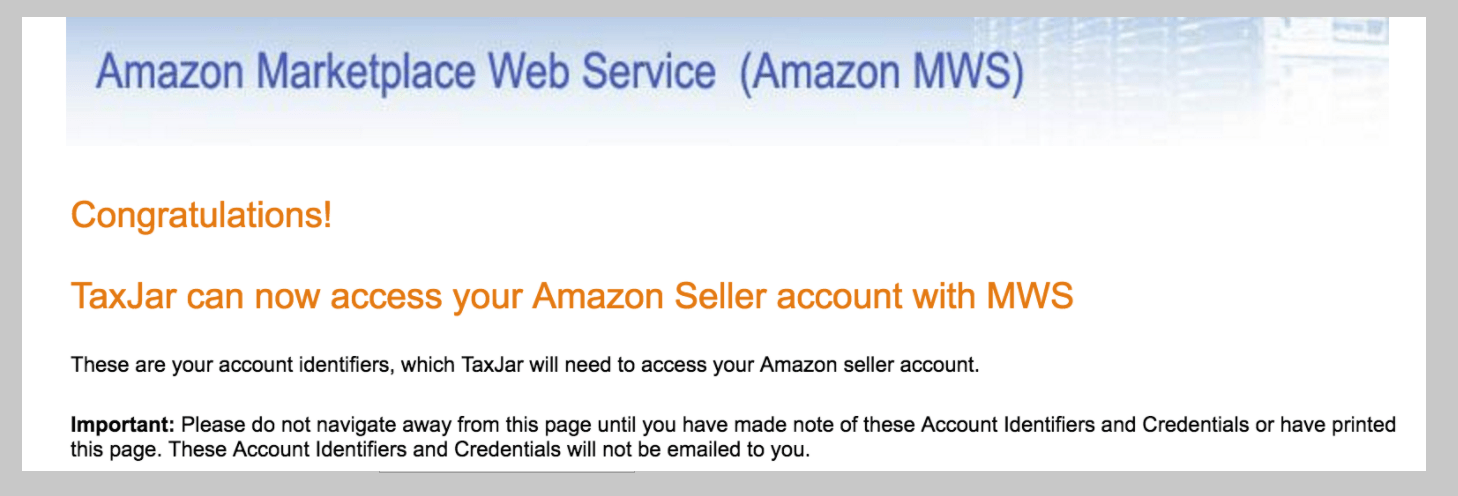 Amazon Marketplace Web Service (Amazon MWS)
Congratulations!
TaxJar can now access your Amazon Seller account with MWS
These are your account identifiers, which TaxJar will need to access your Amazon seller account.
Important: Please do not navigate away from this page until you have made note of these Account Identifiers and Credentials or have printed
this page. These Account Identifiers and Credentials will not be emailed to you.